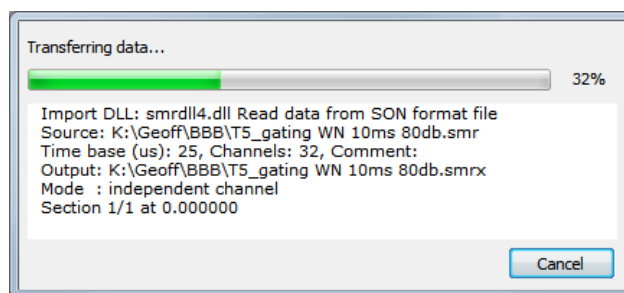 Transferring data...
32%
Import DLL: smrdll4.dll Read data from SON format file
Source: K:\Geoff\BBB\T5_gating WN 10ms 80db.smr
Time base (us): 25, Channels: 32, Comment:
Output: K:\Geoff\BBB\T5_gating WN 10ms 80db.smrx
Mode  : independent channel
Section 1/1 at 0.000000
Cancel